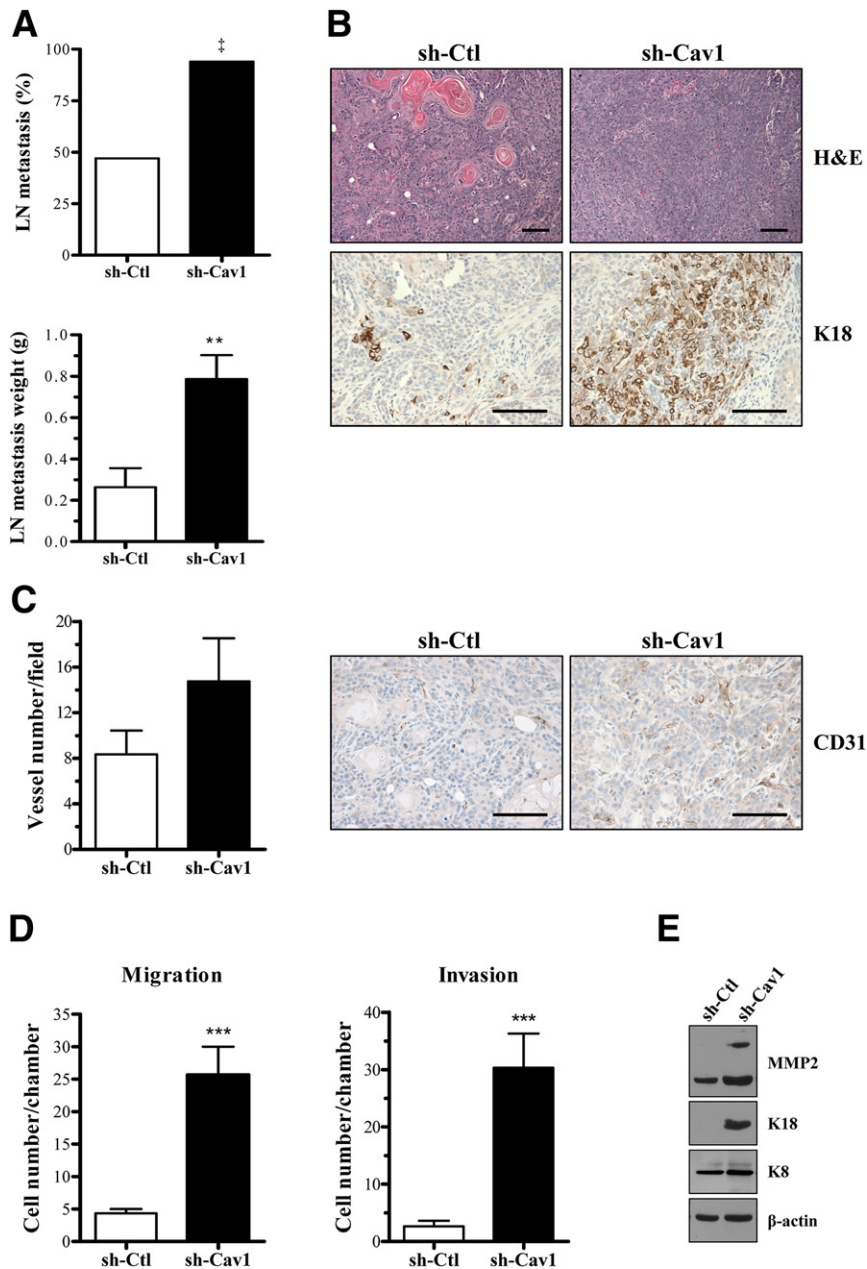 A
LN metastasis (%)
100
75
50
25
0
‡
sh-Ctl sh-Cav1
LN metastasis weight (g)
1.0
0.8
0.6
0.4
0.2
0.0
**
sh-Ctl sh-Cav1
B
sh-Ctl sh-Cav1
H&E
K18
C
Vessel number/field
20
16
12
8
4
0
sh-Ctl sh-Cav1
sh-Ctl sh-Cav1
CD31
D
Migration
Cell number/chamber
35
30
25
20
15
10
5
0
***
sh-Ctl sh-Cav1
Invasion
Cell number/chamber
40
30
20
10
0
***
sh-Ctl sh-Cav1
E
sh-Ctl sh-Cav1
MMP2
K18
K8
β-actin